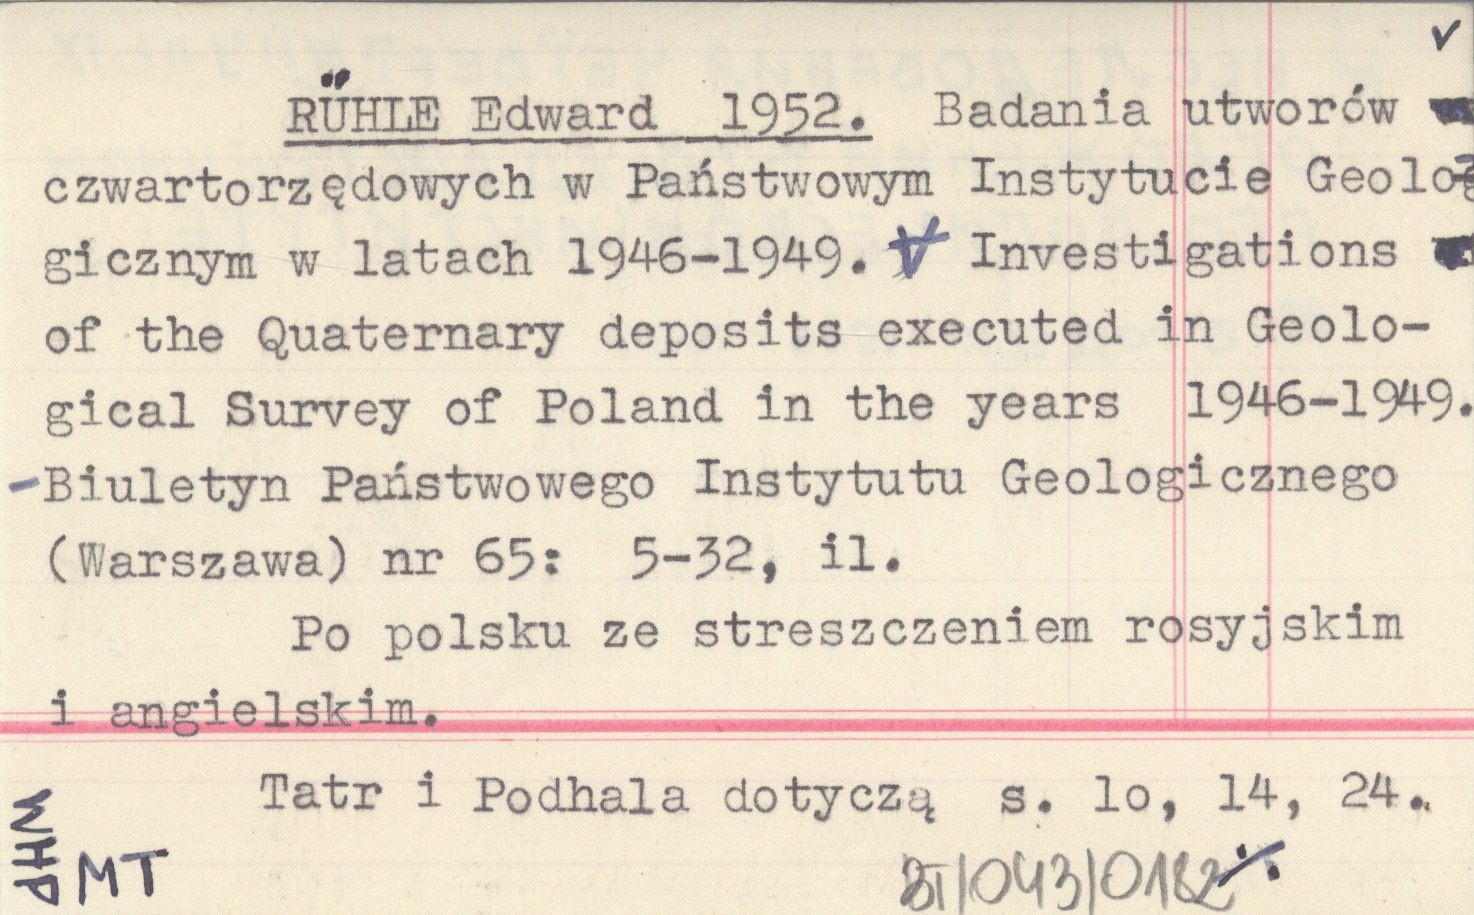 RÜHLE Edward 1952. Badania utworów
czwartorzędowych w Państwowym Instytucie Geolo-
gicznym w latach 1946-1949. Investigations
of the Quaternary deposits executed in Geolo-
gical Survey of Poland in the years 1946-1949.
-Biuletyn Państwowego Instytutu Geologicznego
(Warszawa) nr 65: 5-32, il.
Po polsku ze streszczeniem rosyjskim
i angielskim.
Tatr i Podhala dotyczą s. lo, 14, 24.
MT